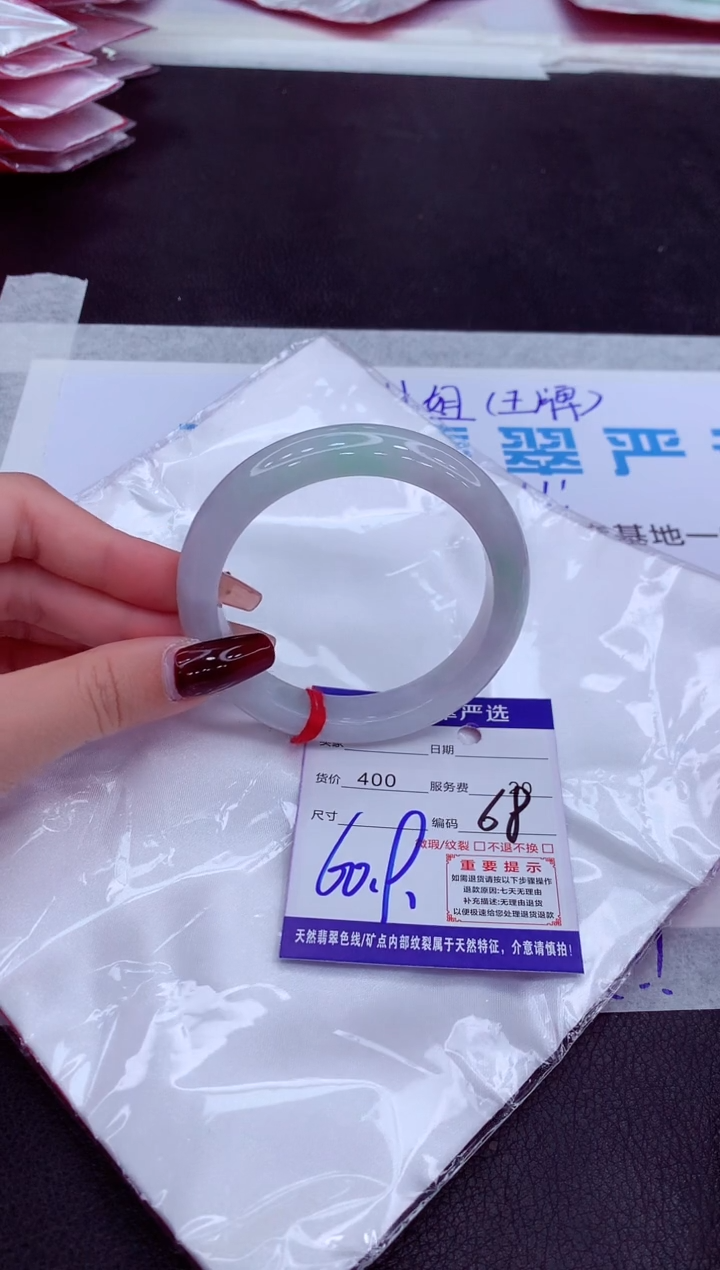 姐（王牌）
翠严
基地一
严选
日期
货价 400 服务费 20
尺寸 编码 68
微瑕/纹裂 □不退不换 □
60.
重要提示
如需退货请按以下步骤操作
退款原因:七天无理由
补充描述:无理由退货
以便极速给您处理退货退款
天然翡翠色线/矿点内部纹裂属于天然特征，介意请慎拍!